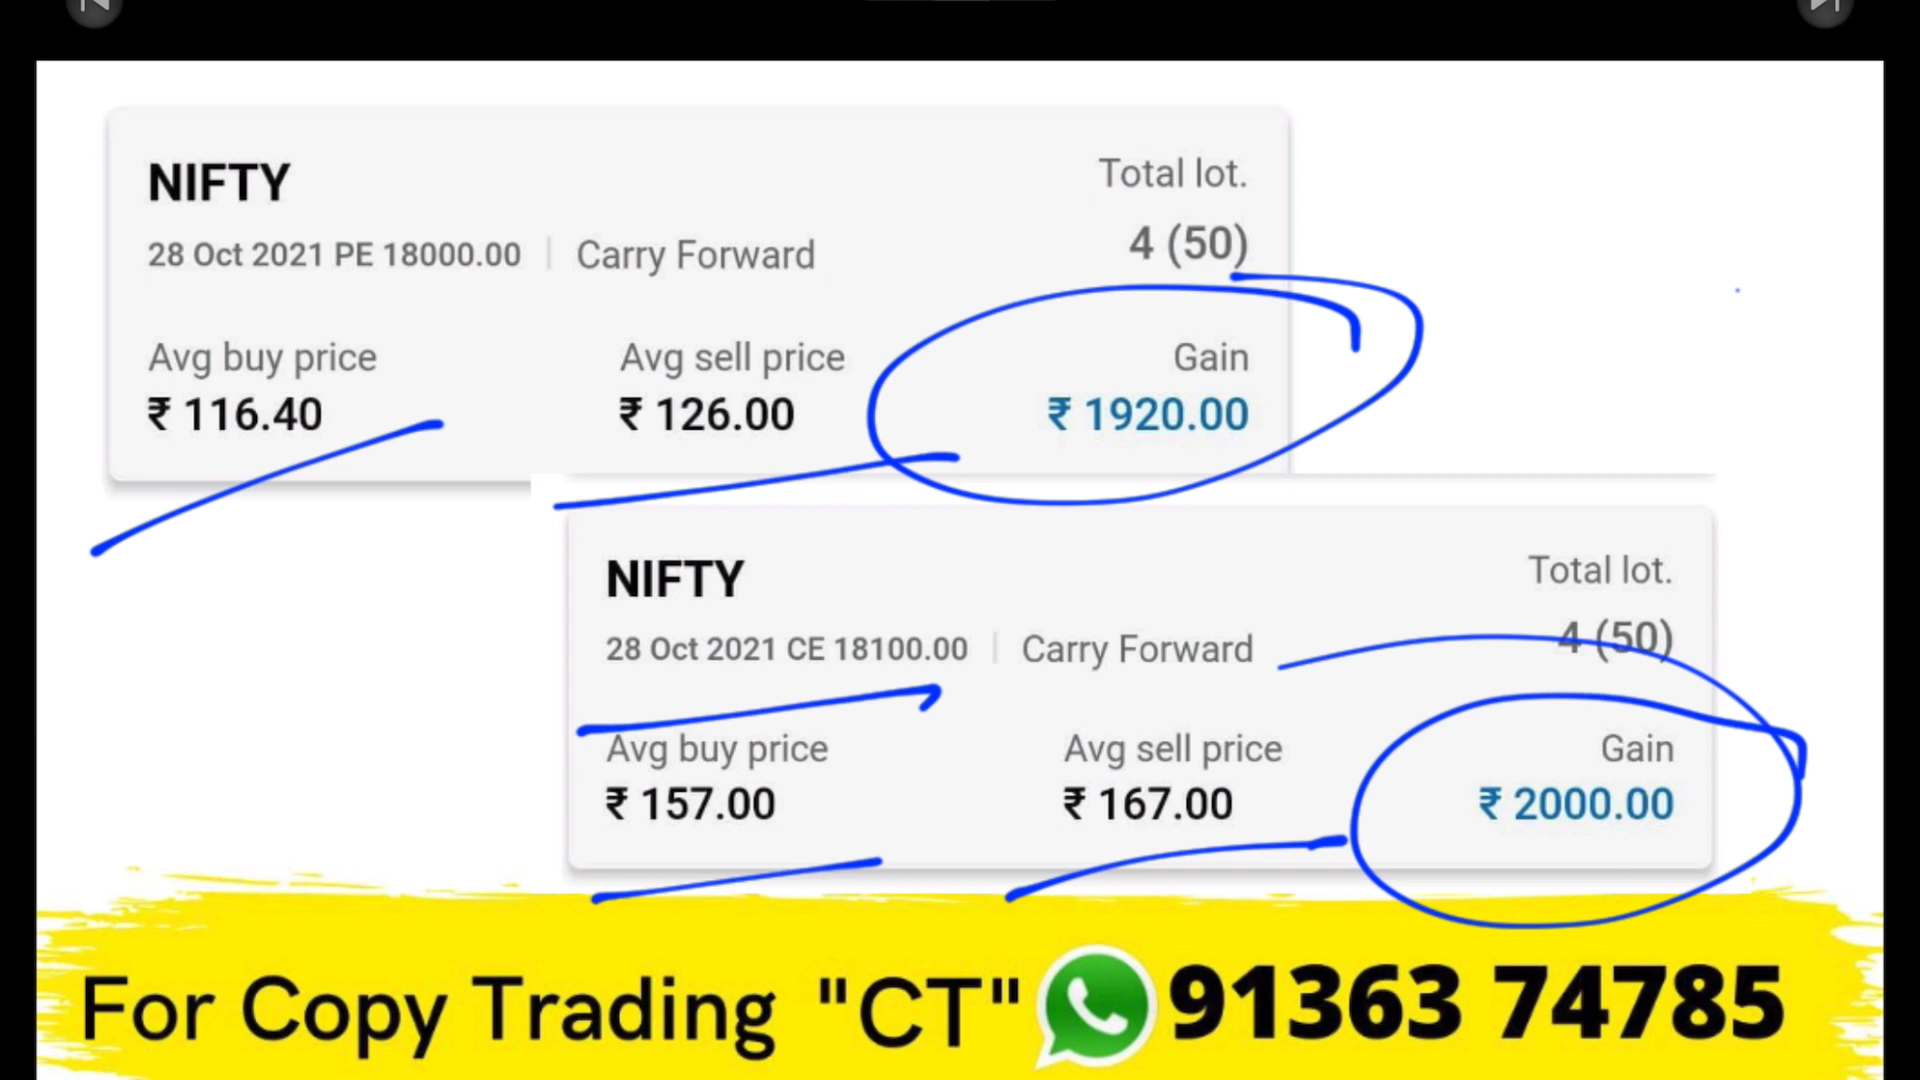 NIFTY
Total lot.
28 Oct 2021 PE 18000.00 | Carry Forward
4 (50)
Avg buy price
Avg sell price
Gain
₹ 116.40
₹ 126.00
₹ 1920.00
NIFTY
Total lot.
28 Oct 2021 CE 18100.00 | Carry Forward
4 (50)
Avg buy price
Avg sell price
Gain
₹ 157.00
₹ 167.00
₹ 2000.00
For Copy Trading "CT" 91363 74785